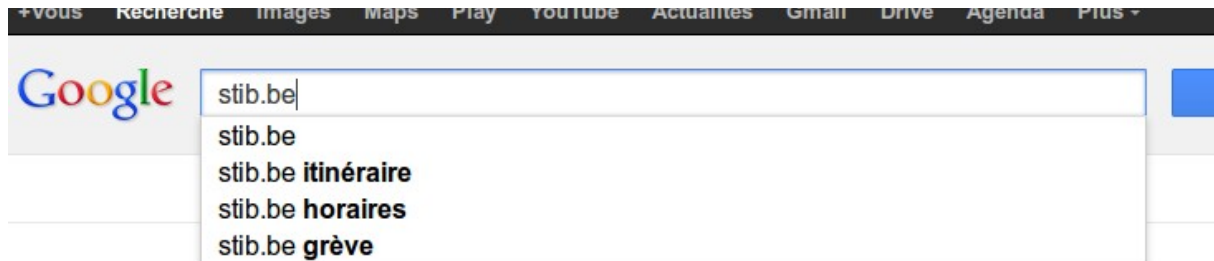 +Vous Recherche Images Maps Play YouTube Actualités Gmail Drive Agenda Plus
Google stib.be
stib.be
stib.be itinéraire
stib.be horaires
stib.be grève